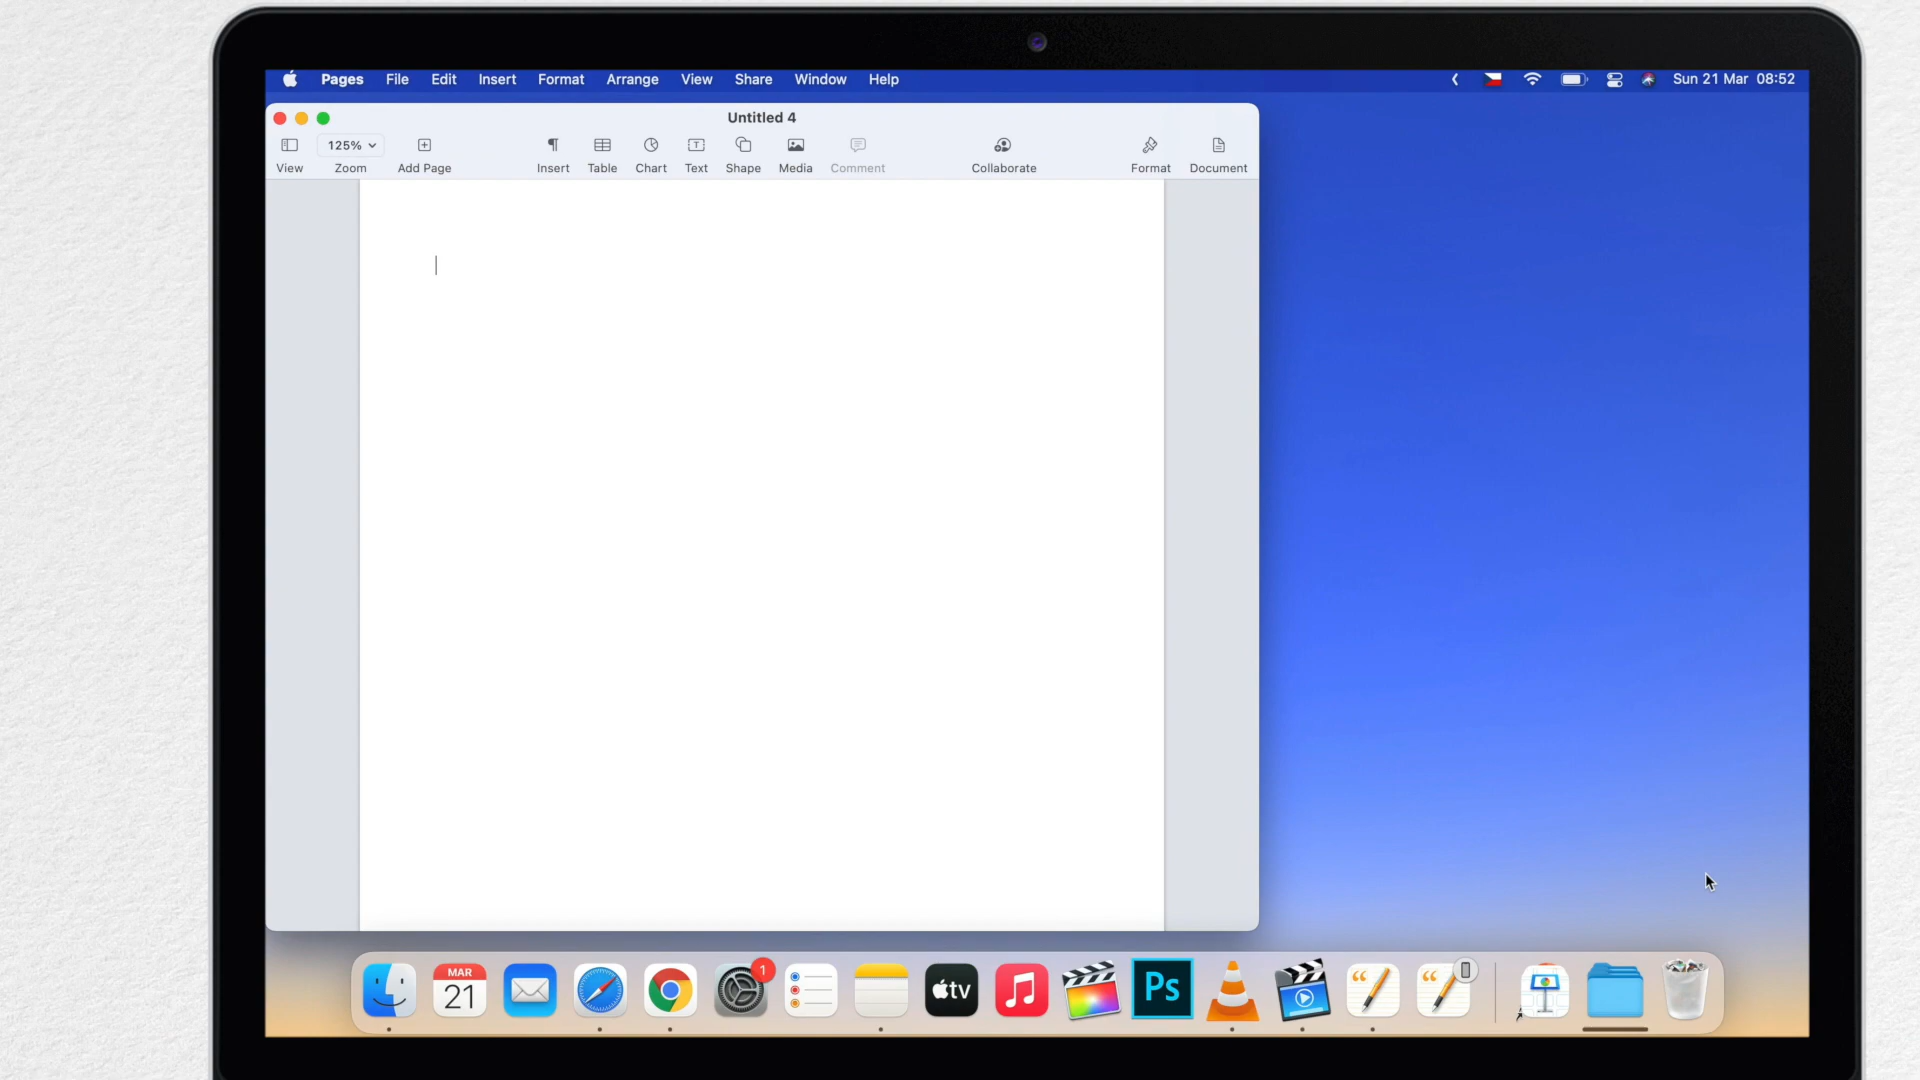 Pages File Edit Insert Format Arrange View Share Window Help Sun 21 Mar 08:52
Untitled 4
125%
View Zoom Add Page Insert Table Chart Text Shape Media Comment Collaborate Format Document
MAR
21
1
tv
Ps